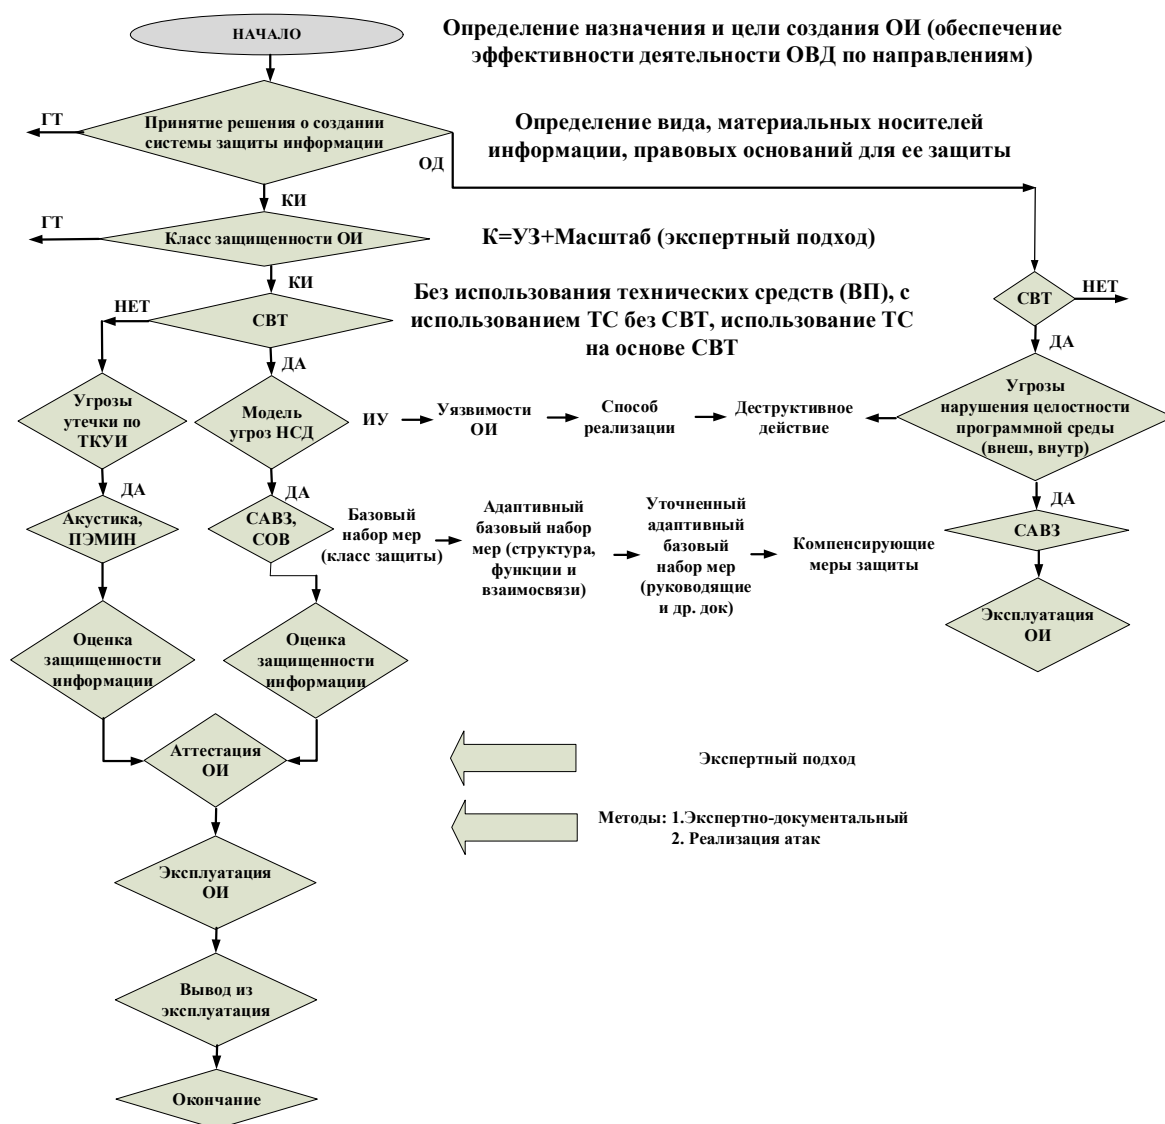 НАЧАЛО
Определение назначения и цели создания ОИ (обеспечение
эффективности деятельности ОВД по направлениям)
ГТ
Принятие решения о создании
системы защиты информации
ОД
Определение вида, материальных носителей
информации, правовых оснований для ее защиты
КИ
ГТ
Класс защищенности ОИ
К=УЗ+Масштаб (экспертный подход)
КИ
НЕТ
СВТ
Без использования технических средств (ВП), с
использованием ТС без СВТ, использование ТС
на основе СВТ
СВТ
НЕТ
ДА
ДА
Угрозы
утечки по
ТКУИ
Модель
угроз НСД
ИУ
Уязвимости
ОИ
Способ
реализации
Деструктивное
действие
Угрозы
нарушения целостности
программной среды
(внеш, внутр)
ДА
ДА
ДА
Акустика,
ПЭМИН
САВЗ,
СОВ
Базовый
набор мер
(класс защиты)
Адаптивный
базовый набор
мер (структура,
функции и
взаимосвязи)
Уточненный
адаптивный
базовый
набор мер
(руководящие
и др. док)
Компенсирующие
меры защиты
САВЗ
Эксплуатация
ОИ
Оценка
защищенности
информации
Оценка
защищенности
информации
Аттестация
ОИ
Экспертный подход
Методы: 1.Экспертно-документальный
2. Реализация атак
Эксплуатация
ОИ
Вывод из
эксплуатация
Окончание